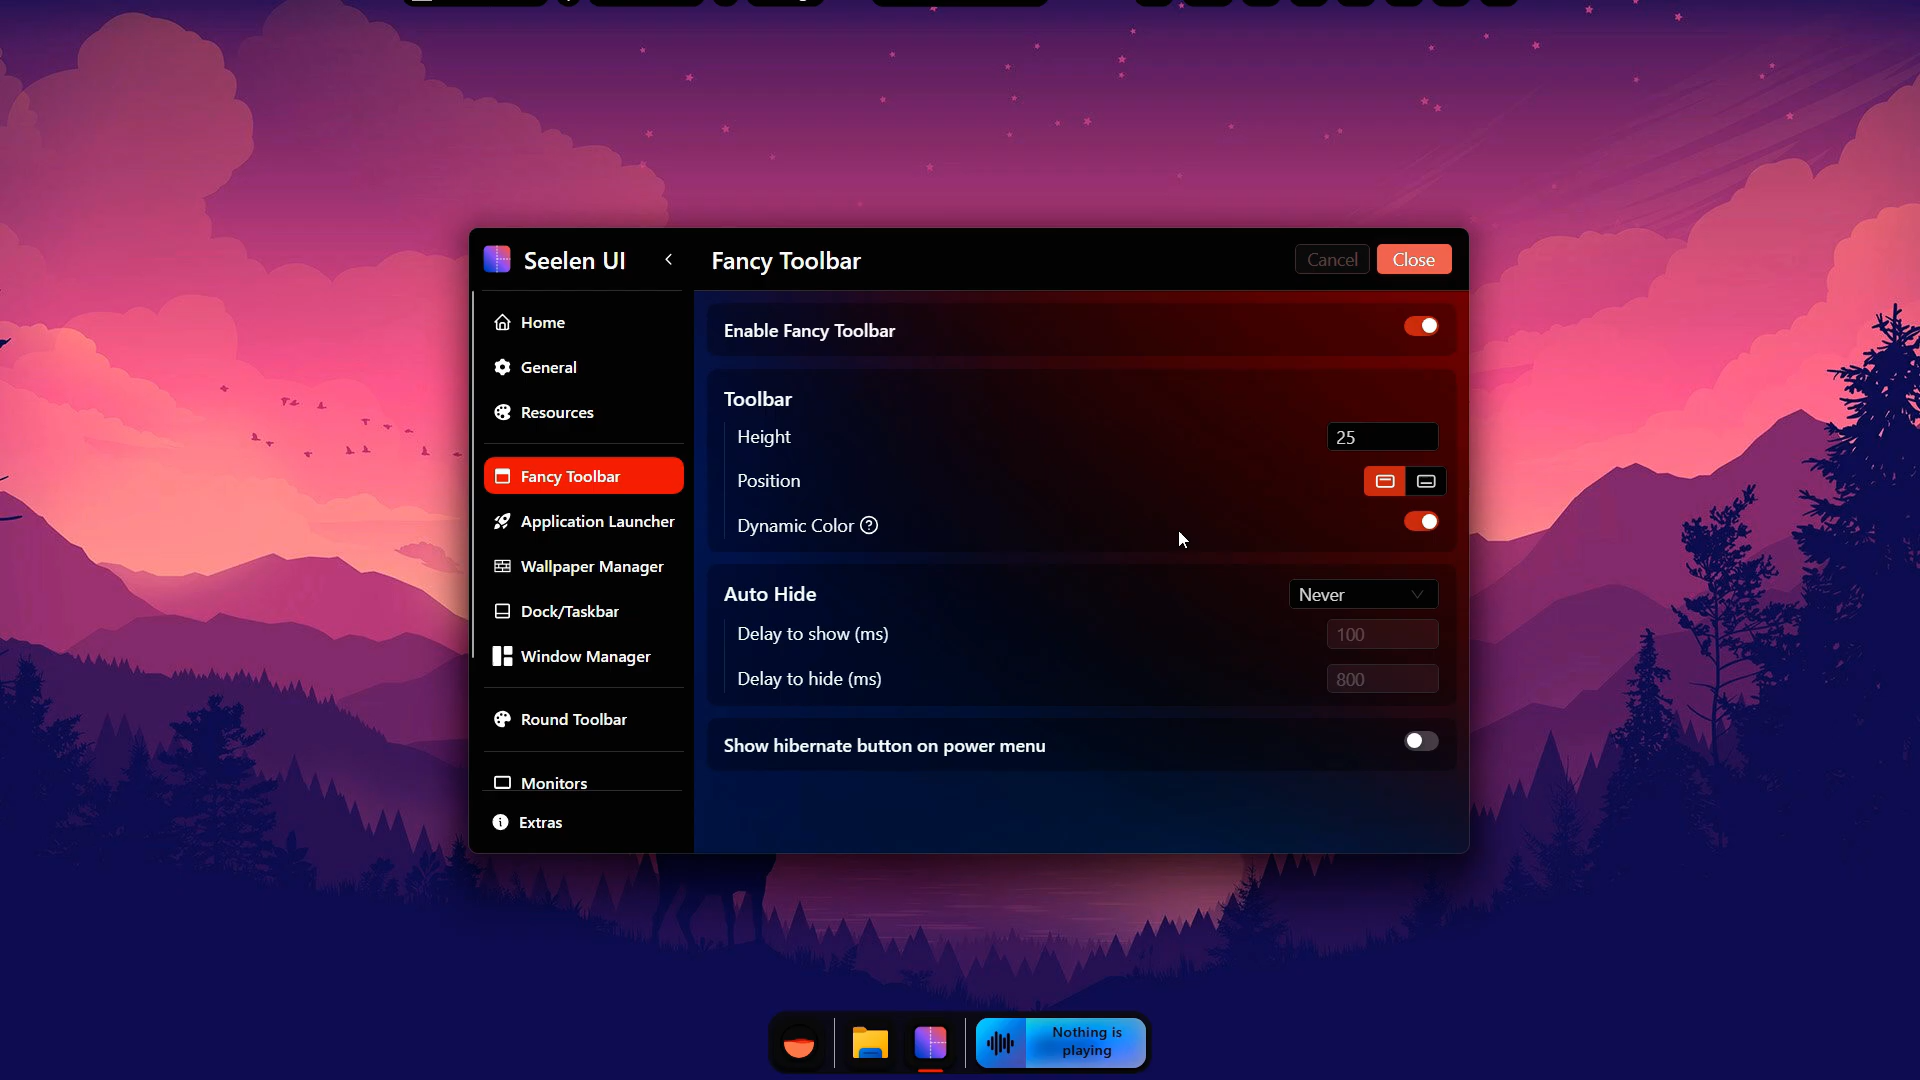 Seelen UI
Fancy Toolbar
Cancel
Close
Home
General
Resources
Fancy Toolbar
Application Launcher
Wallpaper Manager
Dock/Taskbar
Window Manager
Round Toolbar
Monitors
Extras
Enable Fancy Toolbar
Toolbar
Height
25
Position
Dynamic Color
Auto Hide
Never
Delay to show (ms)
100
Delay to hide (ms)
800
Show hibernate button on power menu
Nothing is
playing